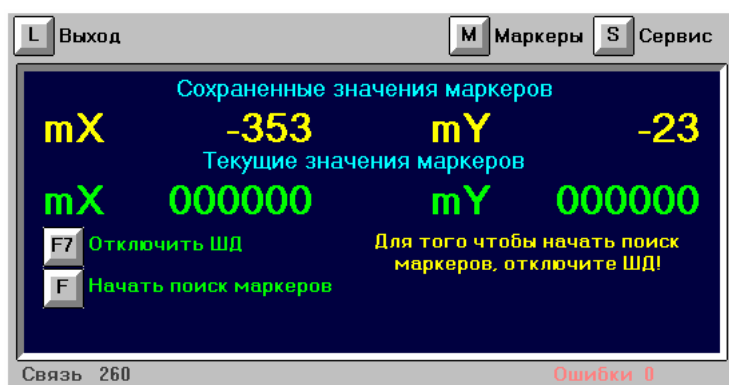 L Выход M Маркеры S Сервис
Сохраненные значения маркеров
mX -353 mY -23
Текущие значения маркеров
mX 000000 mY 000000
F7 Отключить ШД
F Начать поиск маркеров
Для того чтобы начать поиск
маркеров, отключите ШД!
Связь 260 Ошибки 0